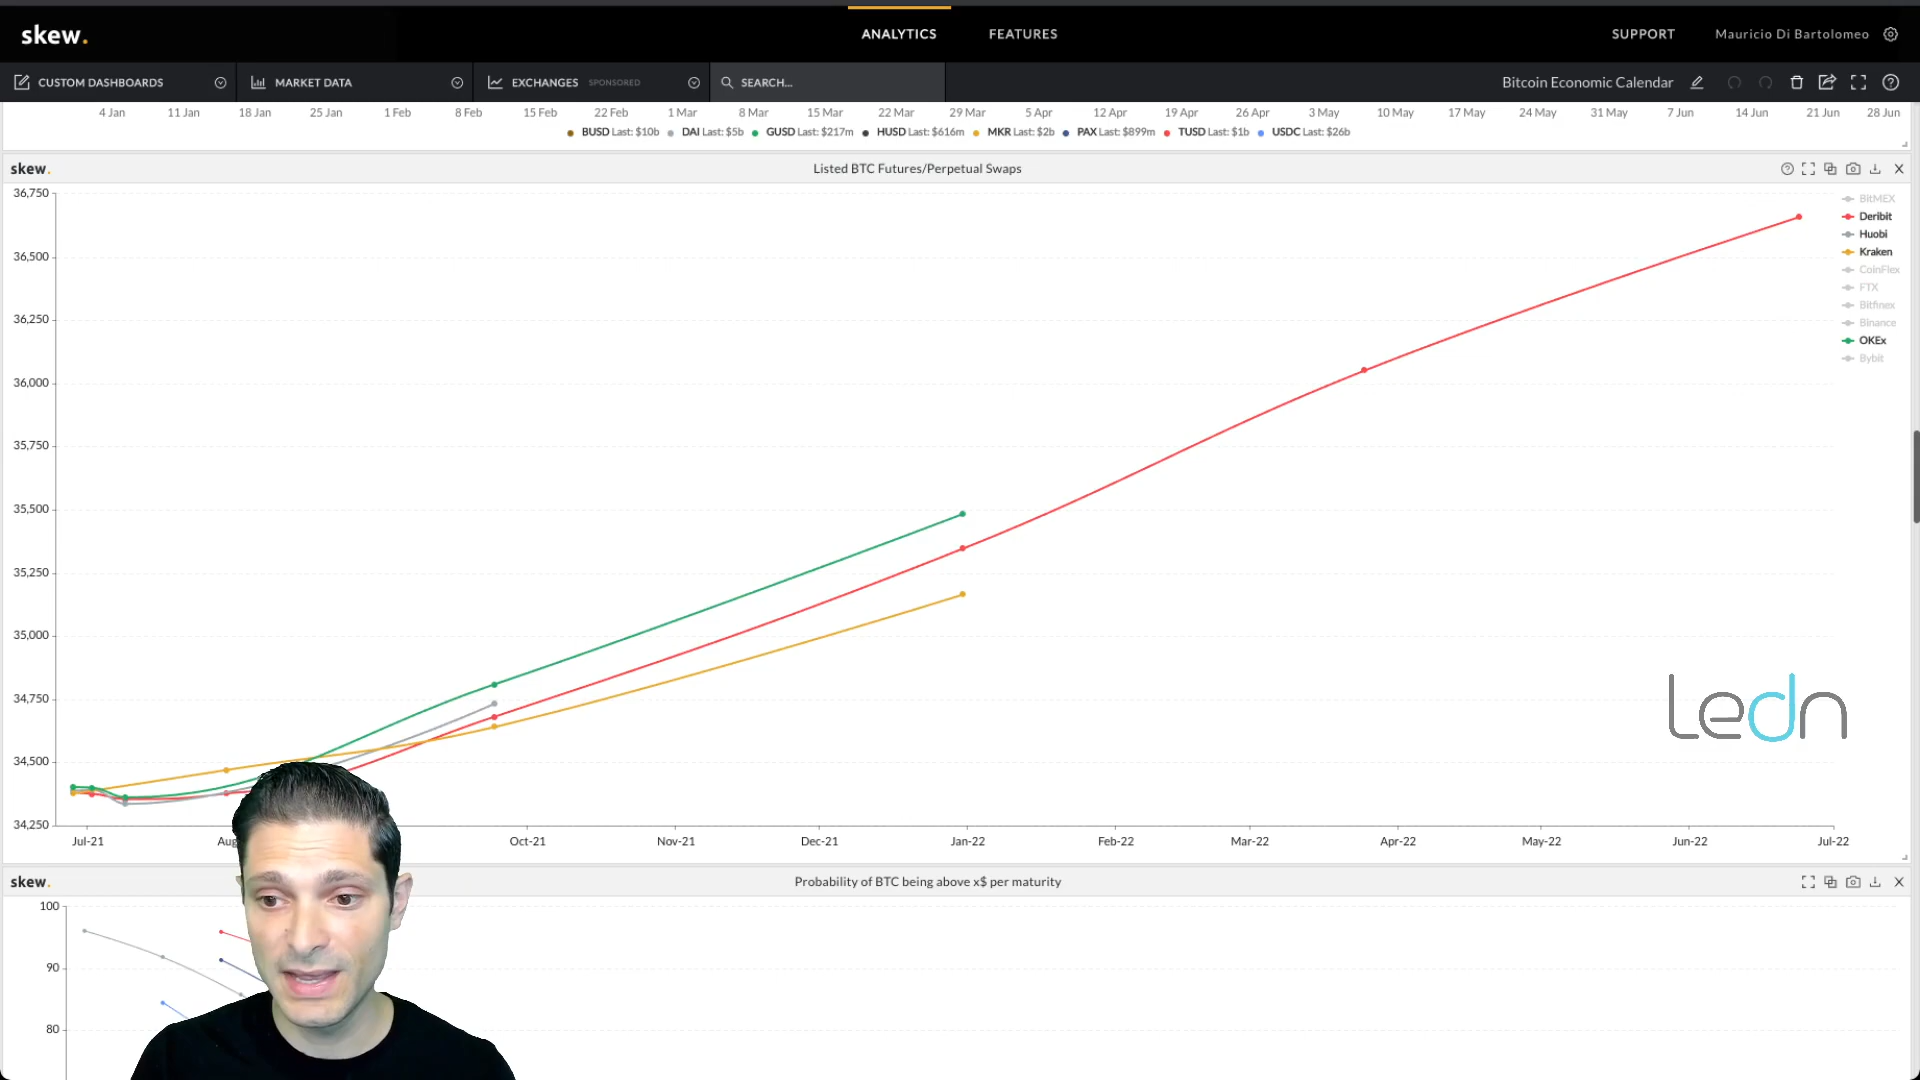 skew.
ANALYTICS
FEATURES
SUPPORT
Mauricio Di Bartolomeo
CUSTOM DASHBOARDS
MARKET DATA
EXCHANGES SPONSORED
SEARCH...
Bitcoin Economic Calendar
4 Jan 11 Jan 18 Jan 25 Jan 1 Feb 8 Feb 15 Feb 22 Feb 1 Mar 8 Mar 15 Mar 22 Mar 29 Mar 5 Apr 12 Apr 19 Apr 26 Apr 3 May 10 May 17 May 24 May 31 May 7 Jun 14 Jun 21 Jun 28 Jun
BUSD Last: $10b DAI Last: $5b GUSD Last: $217m HUSD Last: $616m MKR Last: $2b PAX Last: $899m TUSD Last: $1b USDC Last: $26b
skew.
Listed BTC Futures/Perpetual Swaps
36,750
36,500
36,250
36,000
35,750
35,500
35,250
35,000
34,750
34,500
34,250
BitMEX
Deribit
Huobi
Kraken
CoinFlex
FTX
Bitfinex
Binance
OKEx
Bybit
ledn
Jul-21 Aug Oct-21 Nov-21 Dec-21 Jan-22 Feb-22 Mar-22 Apr-22 May-22 Jun-22 Jul-22
skew.
Probability of BTC being above x$ per maturity
100
90
80